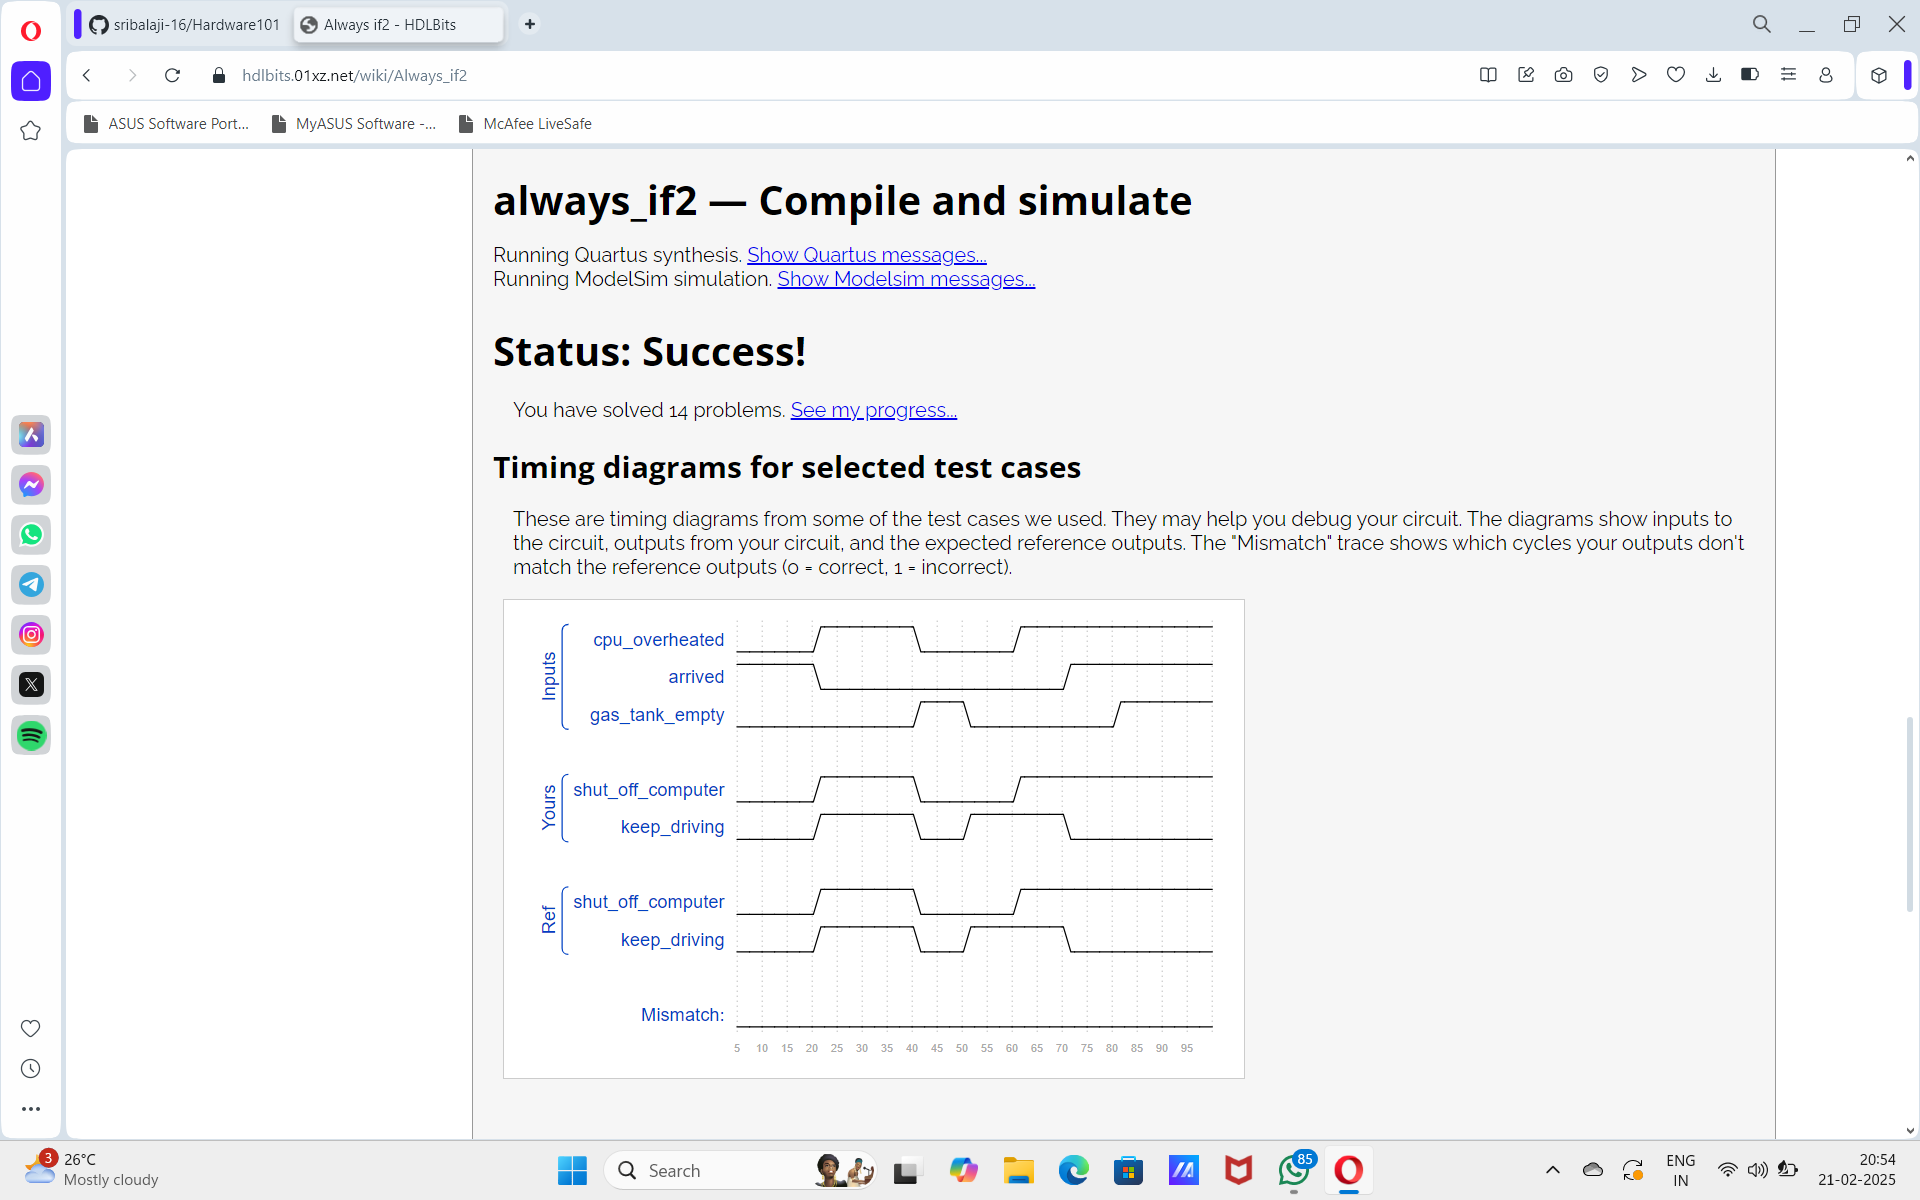 sribalaji-16/Hardware101
Always if2 - HDLBits
hdlbits.01xz.net/wiki/Always_if2
ASUS Software Port...
MyASUS Software -...
McAfee LiveSafe
always_if2 — Compile and simulate
Running Quartus synthesis. Show Quartus messages...
Running ModelSim simulation. Show Modelsim messages...
Status: Success!
You have solved 14 problems. See my progress...
Timing diagrams for selected test cases
These are timing diagrams from some of the test cases we used. They may help you debug your circuit. The diagrams show inputs to
the circuit, outputs from your circuit, and the expected reference outputs. The "Mismatch" trace shows which cycles your outputs don't
match the reference outputs (0 = correct, 1 = incorrect).
Inputs
cpu_overheated
arrived
gas_tank_empty
Yours
shut_off_computer
keep_driving
Ref
shut_off_computer
keep_driving
Mismatch:
5 10 15 20 25 30 35 40 45 50 55 60 65 70 75 80 85 90 95
3
26°C
Mostly cloudy
Search
85
ENG
IN
20:54
21-02-2025